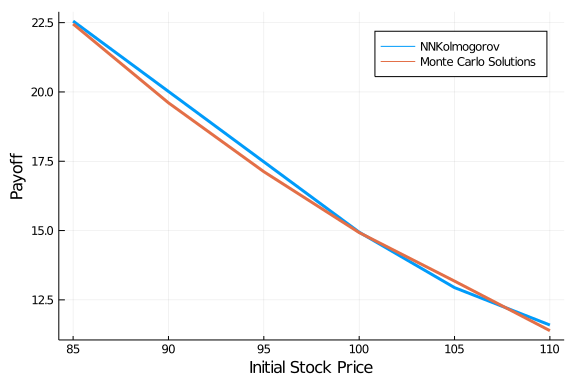 22.5
20.0
17.5
15.0
12.5
Payoff
NNKolmogorov
Monte Carlo Solutions
85 90 95 100 105 110
Initial Stock Price